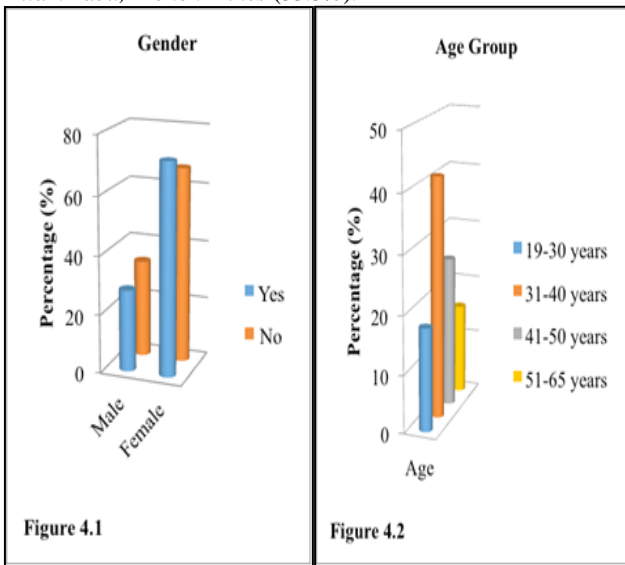 Gender
80
60
40
20
0
Percentage (%)
Male
Female
Yes
No
Figure 4.1
Age Group
50
40
30
20
10
0
Percentage (%)
Age
19-30 years
31-40 years
41-50 years
51-65 years
Figure 4.2